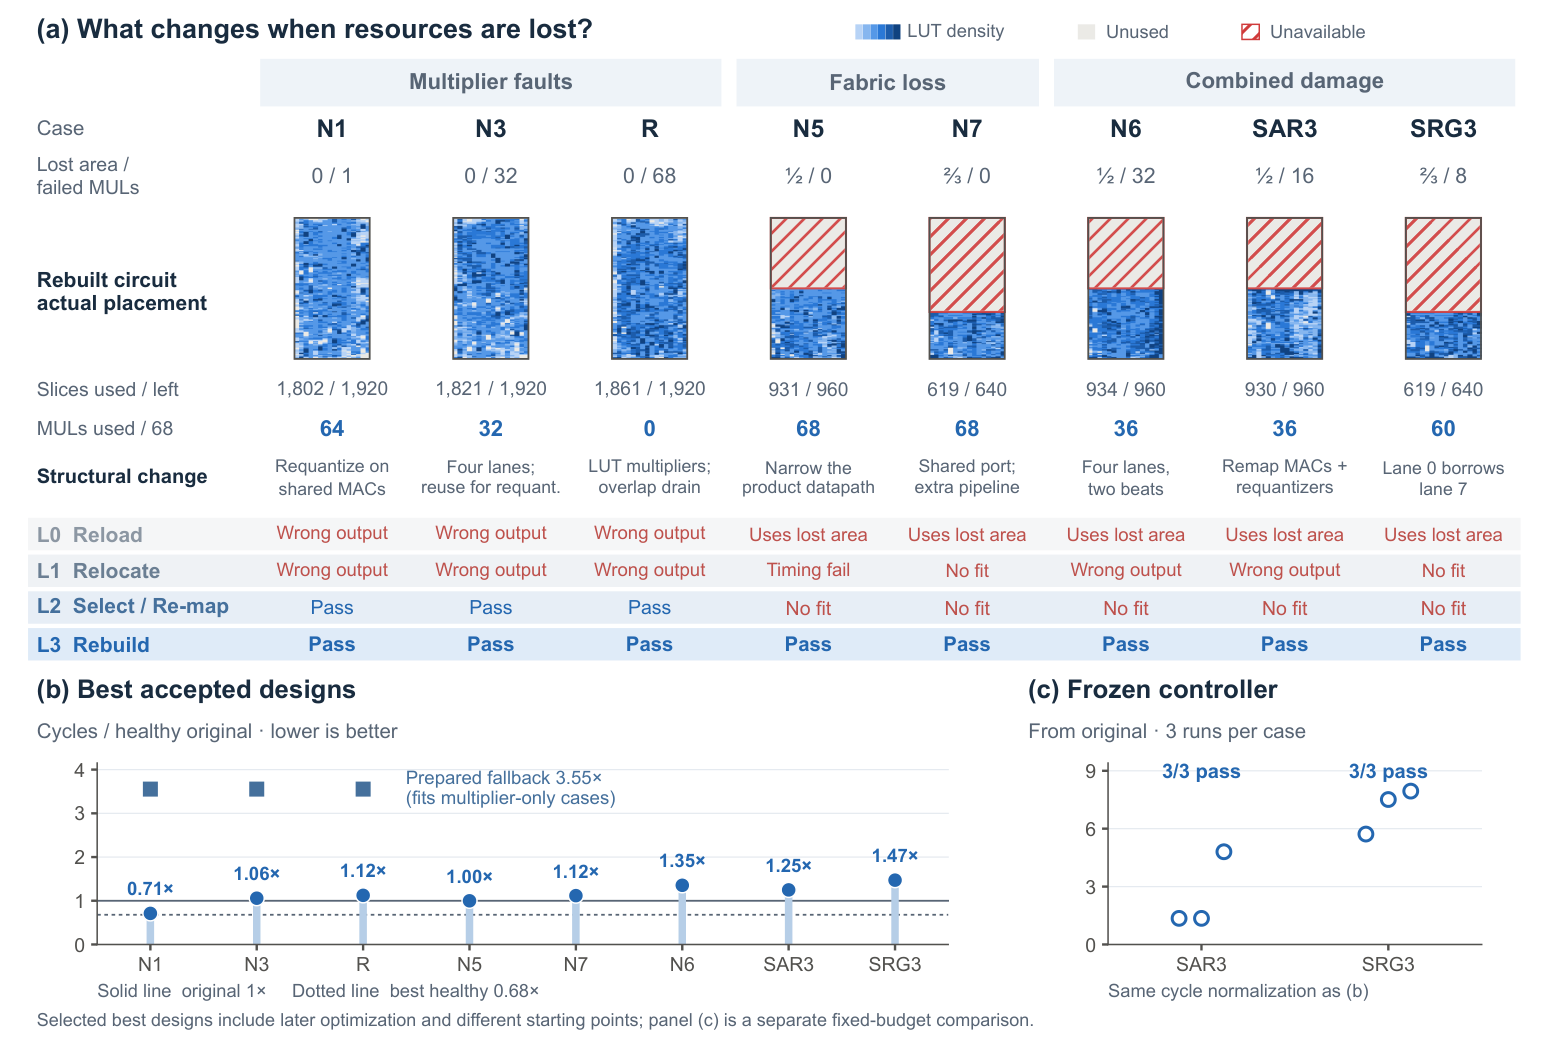 (a) What changes when resources are lost?
LUT density
Unused
Unavailable
Multiplier faults
Fabric loss
Combined damage
Case N1 N3 R N5 N7 N6 SAR3 SRG3
Lost area /
failed MULs
0 / 1 0 / 32 0 / 68 ½ / 0 ⅔ / 0 ½ / 32 ½ / 16 ⅔ / 8
Rebuilt circuit
actual placement
Slices used / left 1,802 / 1,920 1,821 / 1,920 1,861 / 1,920 931 / 960 619 / 640 934 / 960 930 / 960 619 / 640
MULs used / 68 64 32 0 68 68 36 36 60
Structural change
Requantize on
shared MACs
Four lanes;
reuse for requant.
LUT multipliers;
overlap drain
Narrow the
product datapath
Shared port;
extra pipeline
Four lanes,
two beats
Remap MACs +
requantizers
Lane 0 borrows
lane 7
L0 Reload Wrong output Wrong output Wrong output Uses lost area Uses lost area Uses lost area Uses lost area Uses lost area
L1 Relocate Wrong output Wrong output Wrong output Timing fail No fit Wrong output Wrong output No fit
L2 Select / Re-map Pass Pass Pass No fit No fit No fit No fit No fit
L3 Rebuild Pass Pass Pass Pass Pass Pass Pass Pass
(b) Best accepted designs
Cycles / healthy original · lower is better
4
3
2
1
0
Prepared fallback 3.55×
(fits multiplier-only cases)
0.71× 1.06× 1.12× 1.00× 1.12× 1.35× 1.25× 1.47×
N1 N3 R N5 N7 N6 SAR3 SRG3
Solid line original 1× Dotted line best healthy 0.68×
(c) Frozen controller
From original · 3 runs per case
9
6
3
0
3/3 pass 3/3 pass
SAR3 SRG3
Same cycle normalization as (b)
Selected best designs include later optimization and different starting points; panel (c) is a separate fixed-budget comparison.